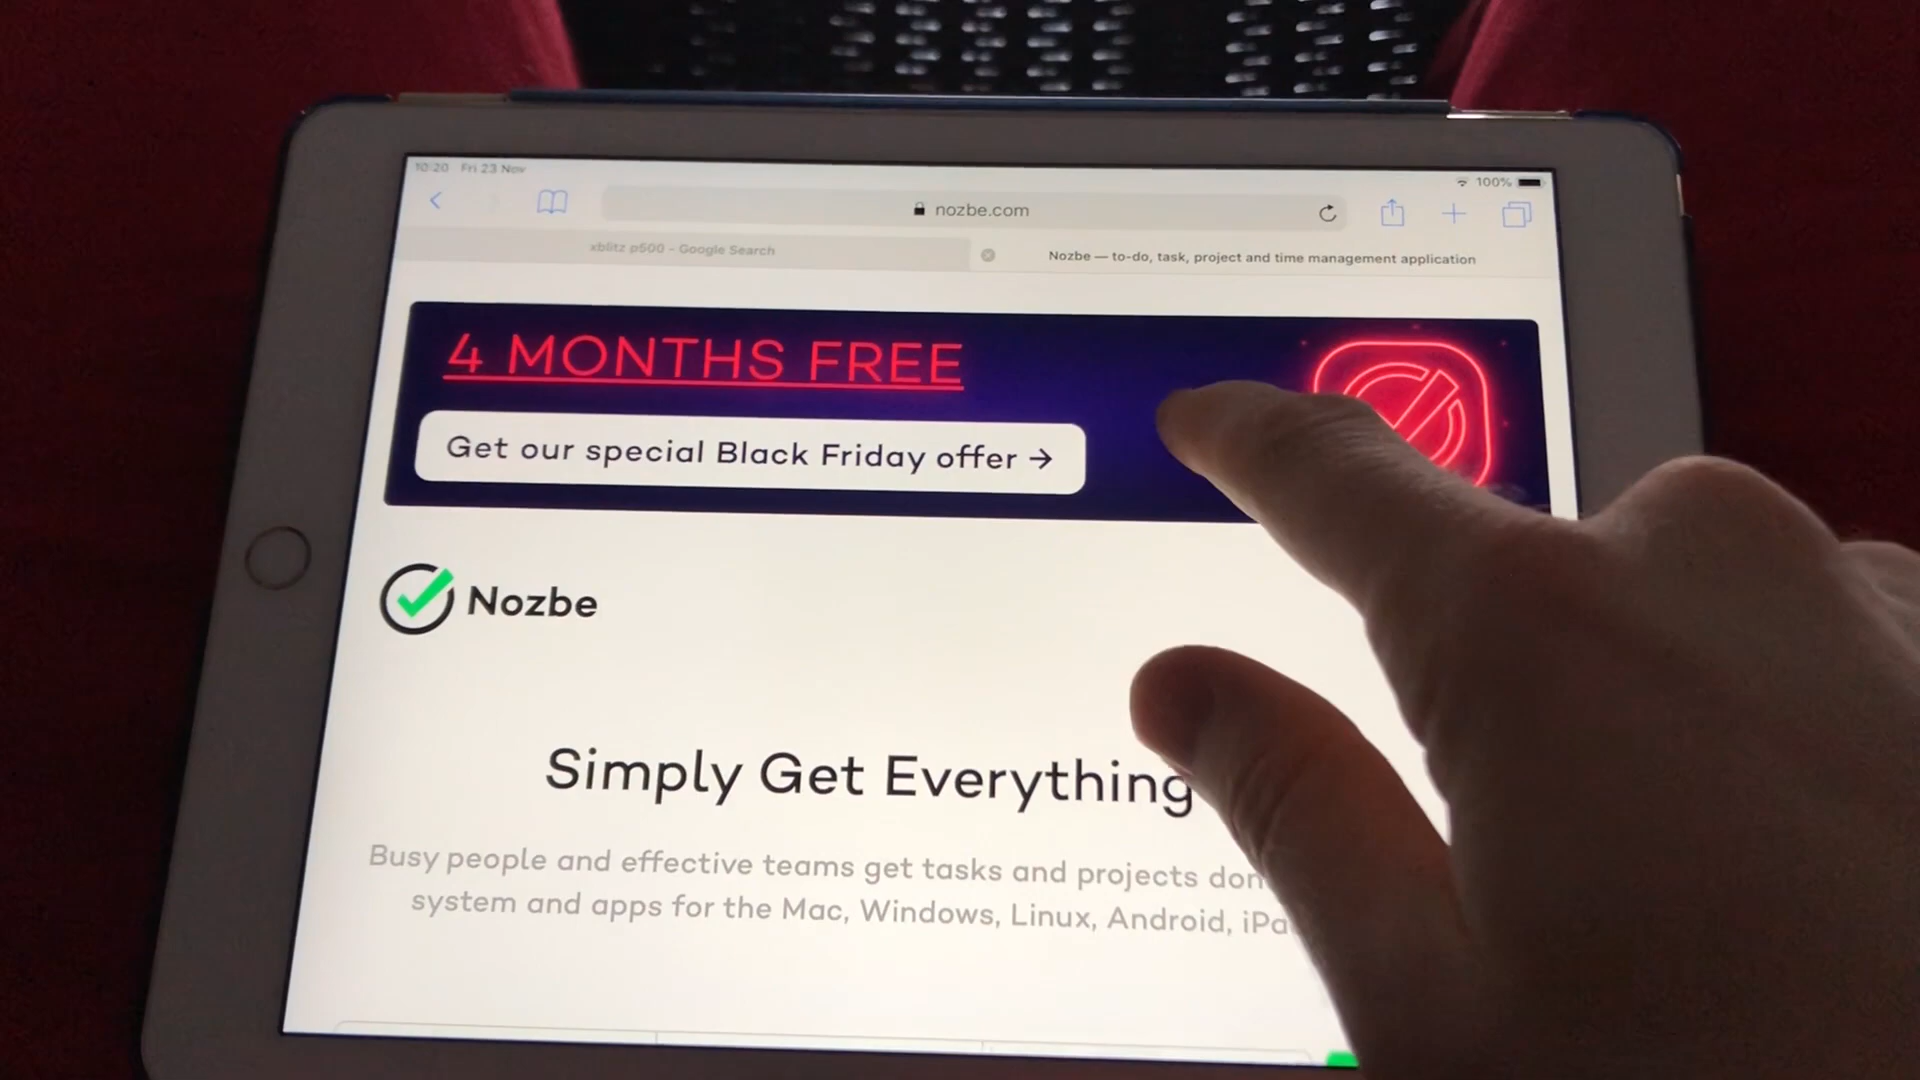 10:20 Fri 23 Nov
100%
nozbe.com
xblitz p500 - Google Search
Nozbe — to-do, task, project and time management application
4 MONTHS FREE
Get our special Black Friday offer →
Nozbe
Simply Get Everything
Busy people and effective teams get tasks and projects don
system and apps for the Mac, Windows, Linux, Android, iPa